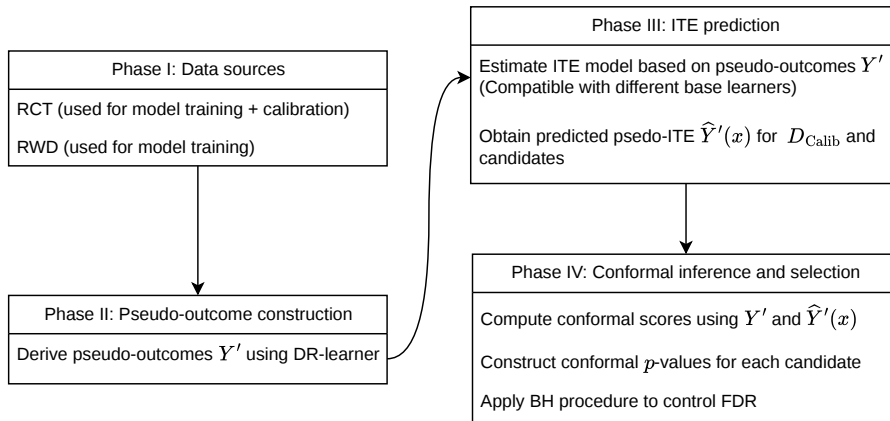 Phase I: Data sources
RCT (used for model training + calibration)
RWD (used for model training)
Phase II: Pseudo-outcome construction
Derive pseudo-outcomes Y′ using DR-learner
Phase III: ITE prediction
Estimate ITE model based on pseudo-outcomes Y′
(Compatible with different base learners)
Obtain predicted psedo-ITE Ŷ′(x) for D_Calib and
candidates
Phase IV: Conformal inference and selection
Compute conformal scores using Y′ and Ŷ′(x)
Construct conformal p-values for each candidate
Apply BH procedure to control FDR